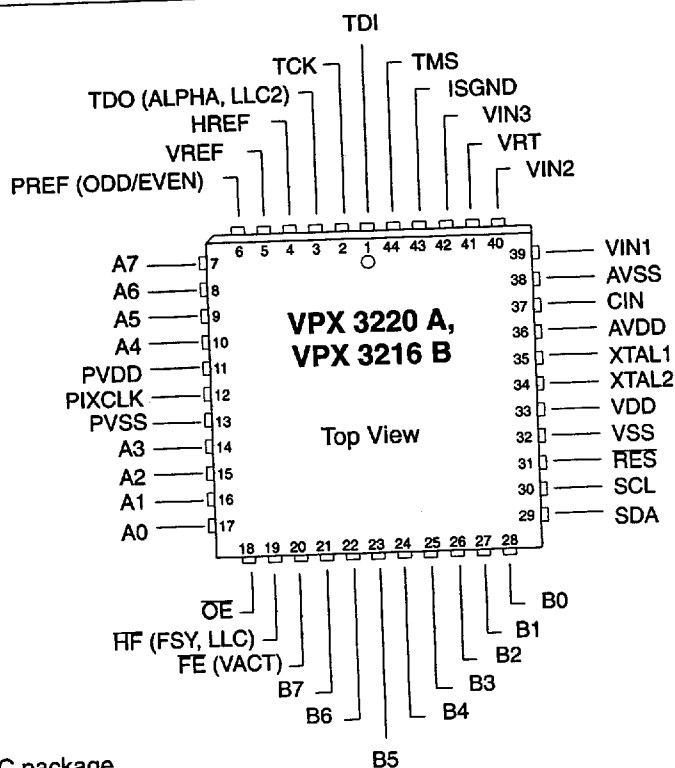 TDI
TCK
TMS
TDO (ALPHA, LLC2)
ISGND
HREF
VIN3
VREF
VRT
PREF (ODD/EVEN)
VIN2
6 5 4 3 2 1 44 43 42 41 40
A7 7
A6 8
A5 9
A4 10
PVDD 11
PIXCLK 12
PVSS 13
A3 14
A2 15
A1 16
A0 17
VPX 3220 A,
VPX 3216 B
Top View
39 VIN1
38 AVSS
37 CIN
36 AVDD
35 XTAL1
34 XTAL2
33 VDD
32 VSS
31 R̅E̅S̅
30 SCL
29 SDA
18 19 20 21 22 23 24 25 26 27 28
O̅E̅
H̅F̅ (FSY, LLC)
F̅E̅ (VACT)
B7
B6
B5
B4
B3
B2
B1
B0
C package